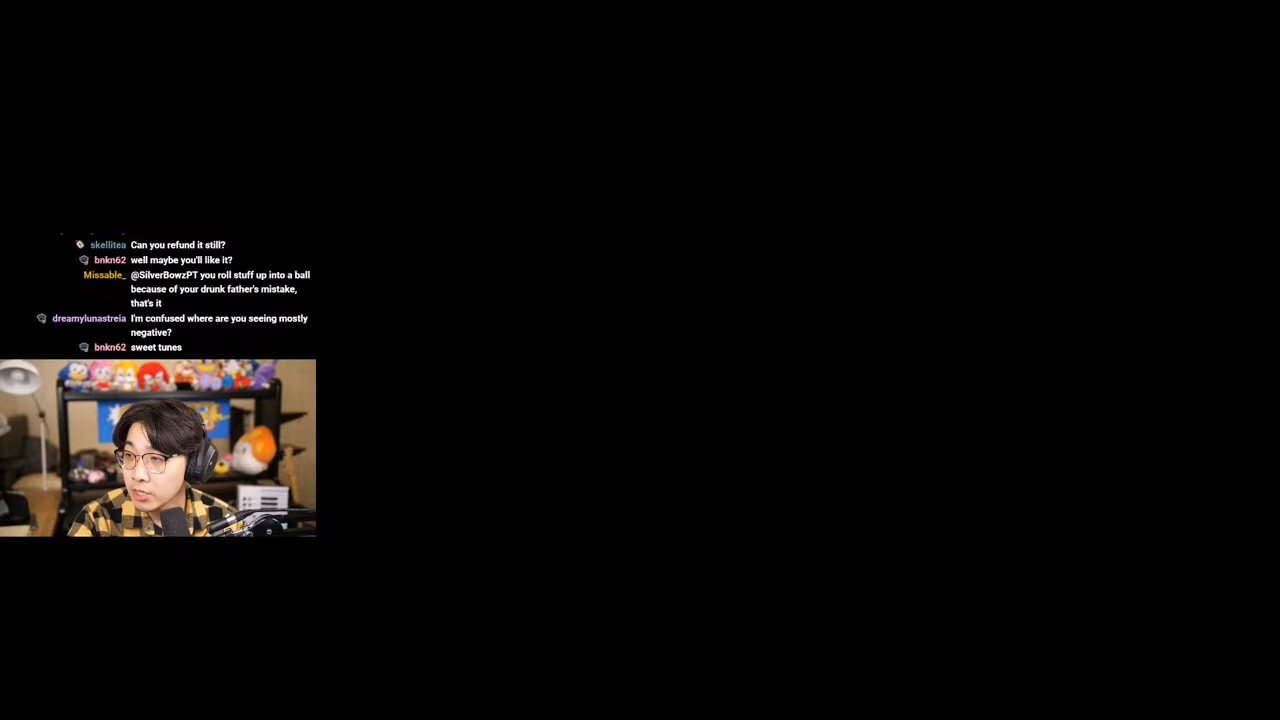 skellitea Can you refund it still?
bnkn62 well maybe you'll like it?
Missable_ @SilverBowzPT you roll stuff up into a ball
because of your drunk father's mistake,
that's it
dreamylunastreia I'm confused where are you seeing mostly
negative?
bnkn62 sweet tunes